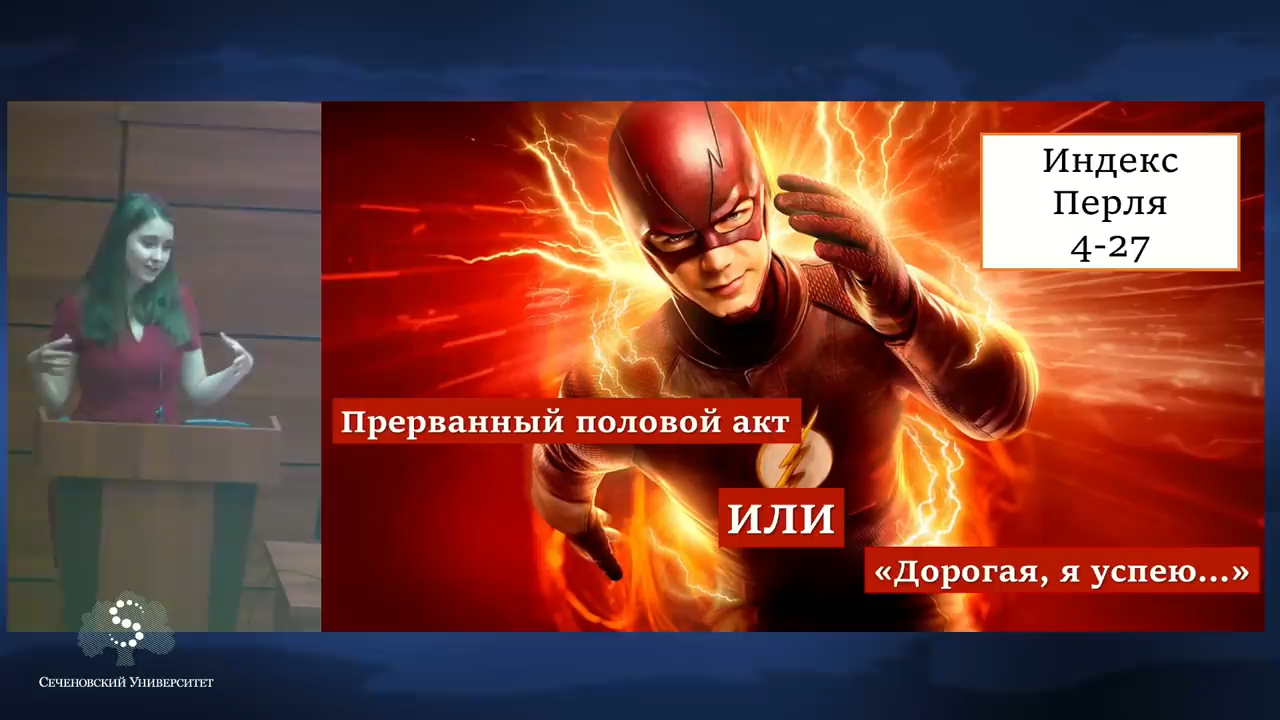 Индекс
Перля
4-27
Прерванный половой акт
ИЛИ
«Дорогая, я успею...»
Сеченовский Университет